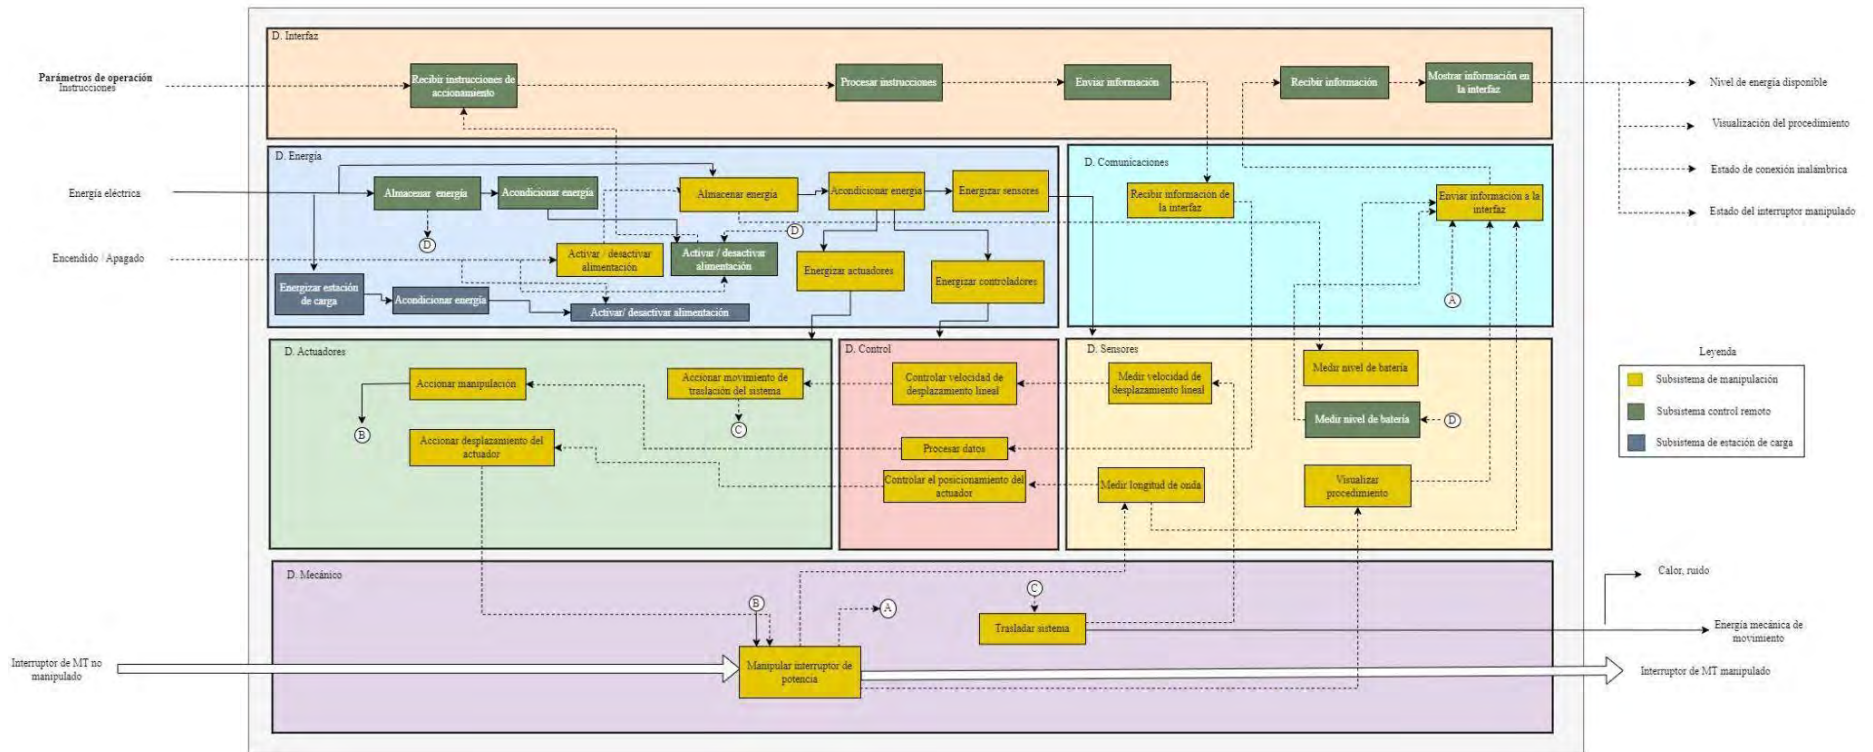 D. Interfaz
Parámetros de operación
Instrucciones
Recibir instrucciones de
accionamiento
Procesar instrucciones
Enviar información
Recibir información
Mostrar información en
la interfaz
Nivel de energía disponible
Visualización del procedimiento
Estado de conexión inalámbrica
Estado del interruptor manipulado
D. Energía
Energía eléctrica
Almacenar energía
Acondicionar energía
Almacenar energía
Acondicionar energía
Energizar sensores
D
D
Encendido / Apagado
Activar / desactivar
alimentación
Activar / desactivar
alimentación
Energizar actuadores
Energizar controladores
Energizar estación
de carga
Acondicionar energía
Activar/ desactivar alimentación
D. Comunicaciones
Recibir información de
la interfaz
Enviar información a la
interfaz
A
D. Actuadores
Accionar manipulación
Accionar movimiento de
traslación del sistema
B
C
Accionar desplazamiento del
actuador
D. Control
Controlar velocidad de
desplazamiento lineal
Procesar datos
Controlar el posicionamiento del
actuador
D. Sensores
Medir velocidad de
desplazamiento lineal
Medir nivel de batería
Medir nivel de batería
D
Medir longitud de onda
Visualizar
procedimiento
Leyenda
Subsistema de manipulación
Subsistema control remoto
Subsistema de estación de carga
D. Mecánico
B
A
C
Trasladar sistema
Manipular interruptor de
potencia
Interruptor de MT no
manipulado
Calor, ruido
Energía mecánica de
movimiento
Interruptor de MT manipulado